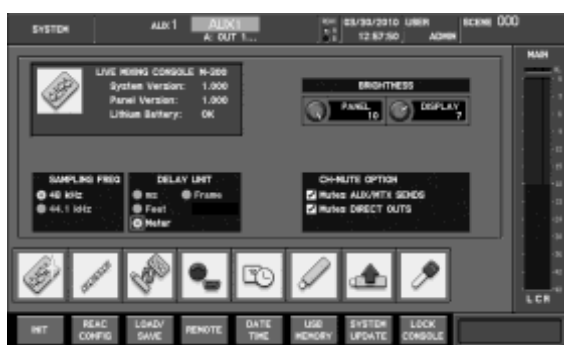 SYSTEM
AUX 1
AUX1
A: OUT 1...
03/30/2010
12:57:50
USER
ADMIN
SCENE 000
MAIN
LIVE MIXING CONSOLE M-300
System Version: 1.000
Panel Version: 1.000
Lithium Battery: OK
BRIGHTNESS
PANEL 10
DISPLAY 7
SAMPLING FREQ
48 kHz
44.1 kHz
DELAY UNIT
ms
Frame
Feet
Meter
CH-MUTE OPTION
Mutes AUX/MTX SENDS
Mutes DIRECT OUTS
L C R
INIT
REAC CONFIG
LOAD/ SAVE
REMOTE
DATE TIME
USB MEMORY
SYSTEM UPDATE
LOCK CONSOLE